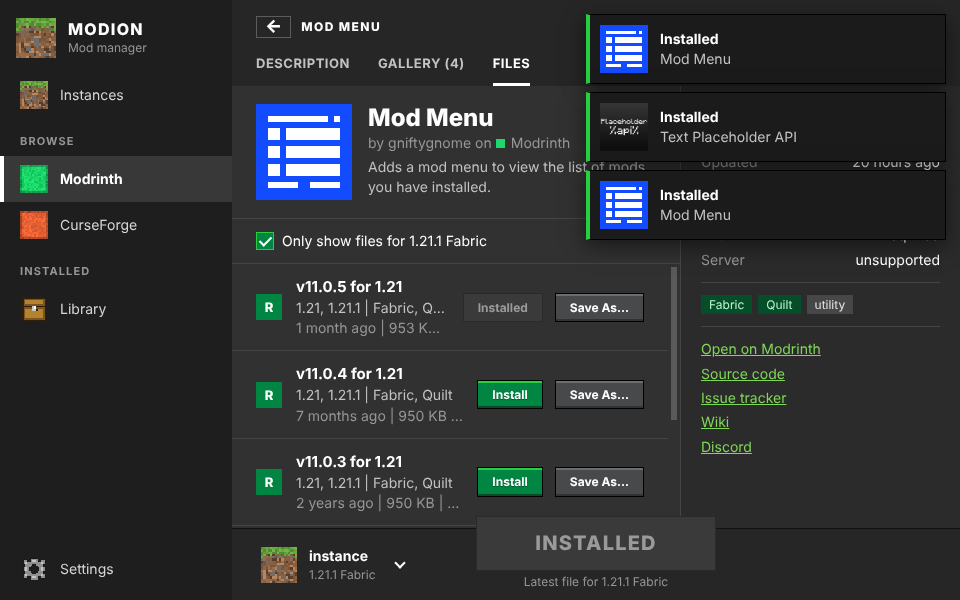 MODION
Mod manager
Instances
BROWSE
Modrinth
CurseForge
INSTALLED
Library
Settings
MOD MENU
DESCRIPTION
GALLERY (4)
FILES
Mod Menu
by gniftygnome on Modrinth
Adds a mod menu to view the list of mods
you have installed.
Only show files for 1.21.1 Fabric
R
v11.0.5 for 1.21
1.21, 1.21.1 | Fabric, Q...
1 month ago | 953 K...
Installed
Save As...
R
v11.0.4 for 1.21
1.21, 1.21.1 | Fabric, Quilt
7 months ago | 950 KB ...
Install
Save As...
R
v11.0.3 for 1.21
1.21, 1.21.1 | Fabric, Quilt
2 years ago | 950 KB | ...
Install
Save As...
Installed
Mod Menu
Placeholder
%api%
Installed
Text Placeholder API
Updated
20 hours ago
Installed
Mod Menu
Server
unsupported
Fabric
Quilt
utility
Open on Modrinth
Source code
Issue tracker
Wiki
Discord
instance
1.21.1 Fabric
INSTALLED
Latest file for 1.21.1 Fabric